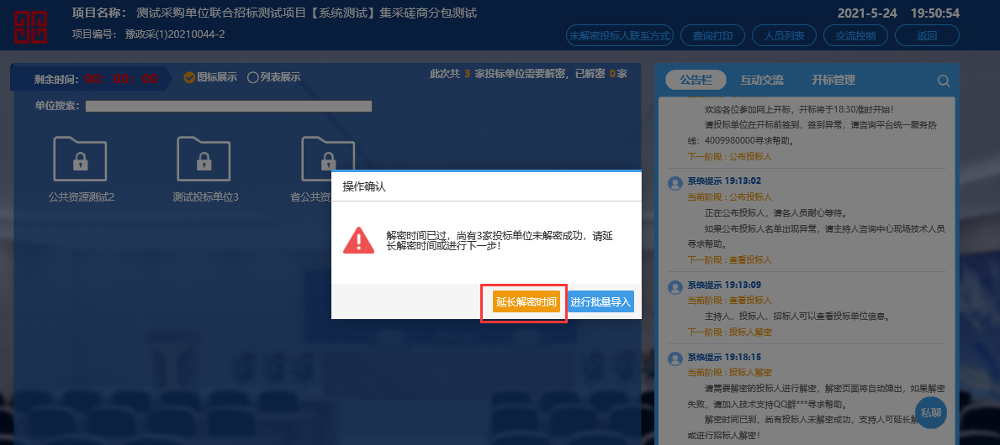 项目名称： 测试采购单位联合招标测试项目【系统测试】集采磋商分包测试
2021-5-24 19:50:54
项目编号： 豫政采(1)20210044-2
未解密投标人联系方式 查询打印 人员列表 交流控制 返回
剩余时间： 00：00：00 图标展示 列表展示 此次共 3 家投标单位需要解密，已解密 0 家
单位搜索：
公共资源测试2 测试投标单位3 省公共资
操作确认
解密时间已过，尚有3家投标单位未解密成功，请延
长解密时间或进行下一步！
延长解密时间 进行批量导入
公告栏 互动交流 开标管理
欢迎各位参加网上开标，开标将于18:30准时开始！
请投标单位在开标前签到，签到异常，请咨询平台统一服务热
线：4009980000寻求帮助。
下一阶段 : 公布投标人
系统提示 19:13:02
当前阶段 : 公布投标人
正在公布投标人，请各人员耐心等待。
如果公布投标人名单出现异常，请主持人咨询中心现场技术人员
寻求帮助。
下一阶段 : 查看投标人
系统提示 19:13:09
当前阶段 : 查看投标人
主持人、投标人、招标人可以查看投标单位信息。
下一阶段 : 投标人解密
系统提示 19:18:15
当前阶段 : 投标人解密
请需要解密的投标人进行解密，解密页面将自动弹出，如果解密
失败，请加入技术支持QQ群***寻求帮助。
解密时间已到，尚有投标人未解密成功，支持人可延长解
或进行招标人解密！
私聊